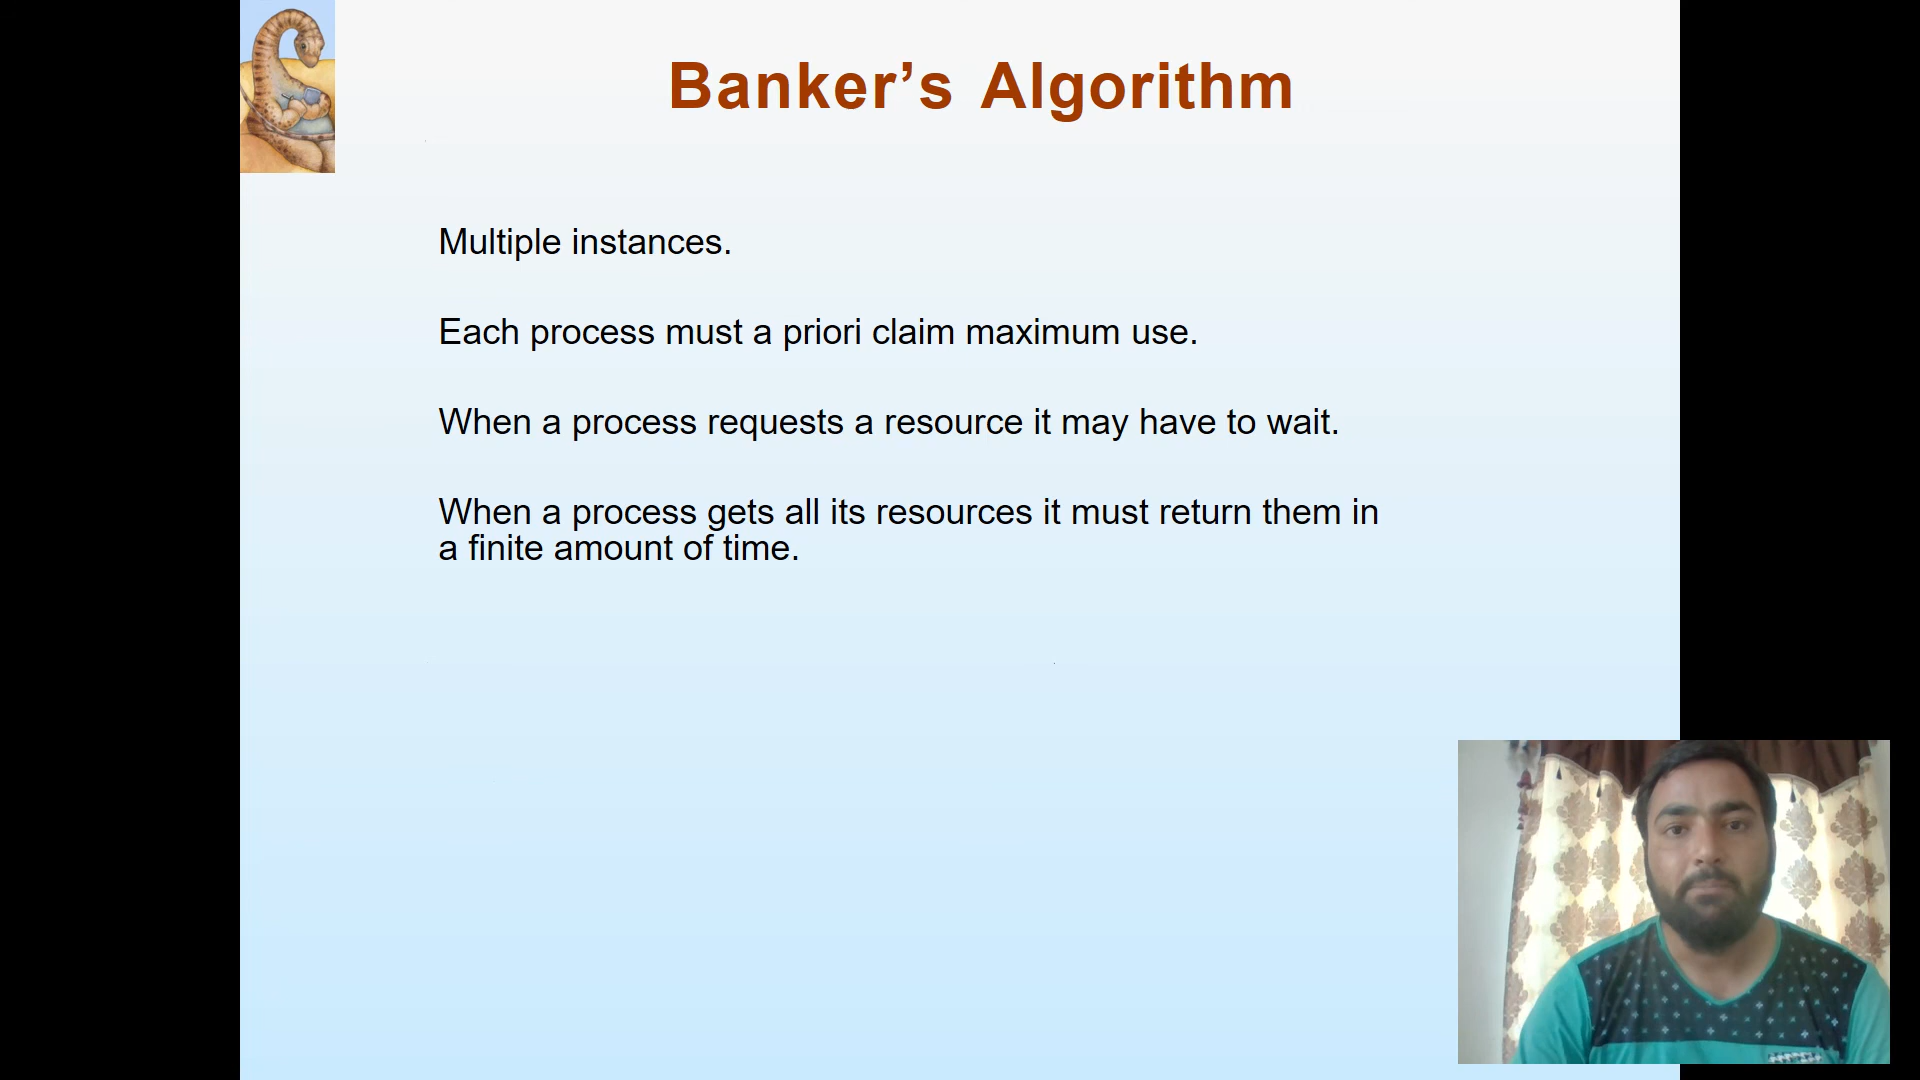 Banker’s Algorithm
Multiple instances.
Each process must a priori claim maximum use.
When a process requests a resource it may have to wait.
When a process gets all its resources it must return them in
a finite amount of time.